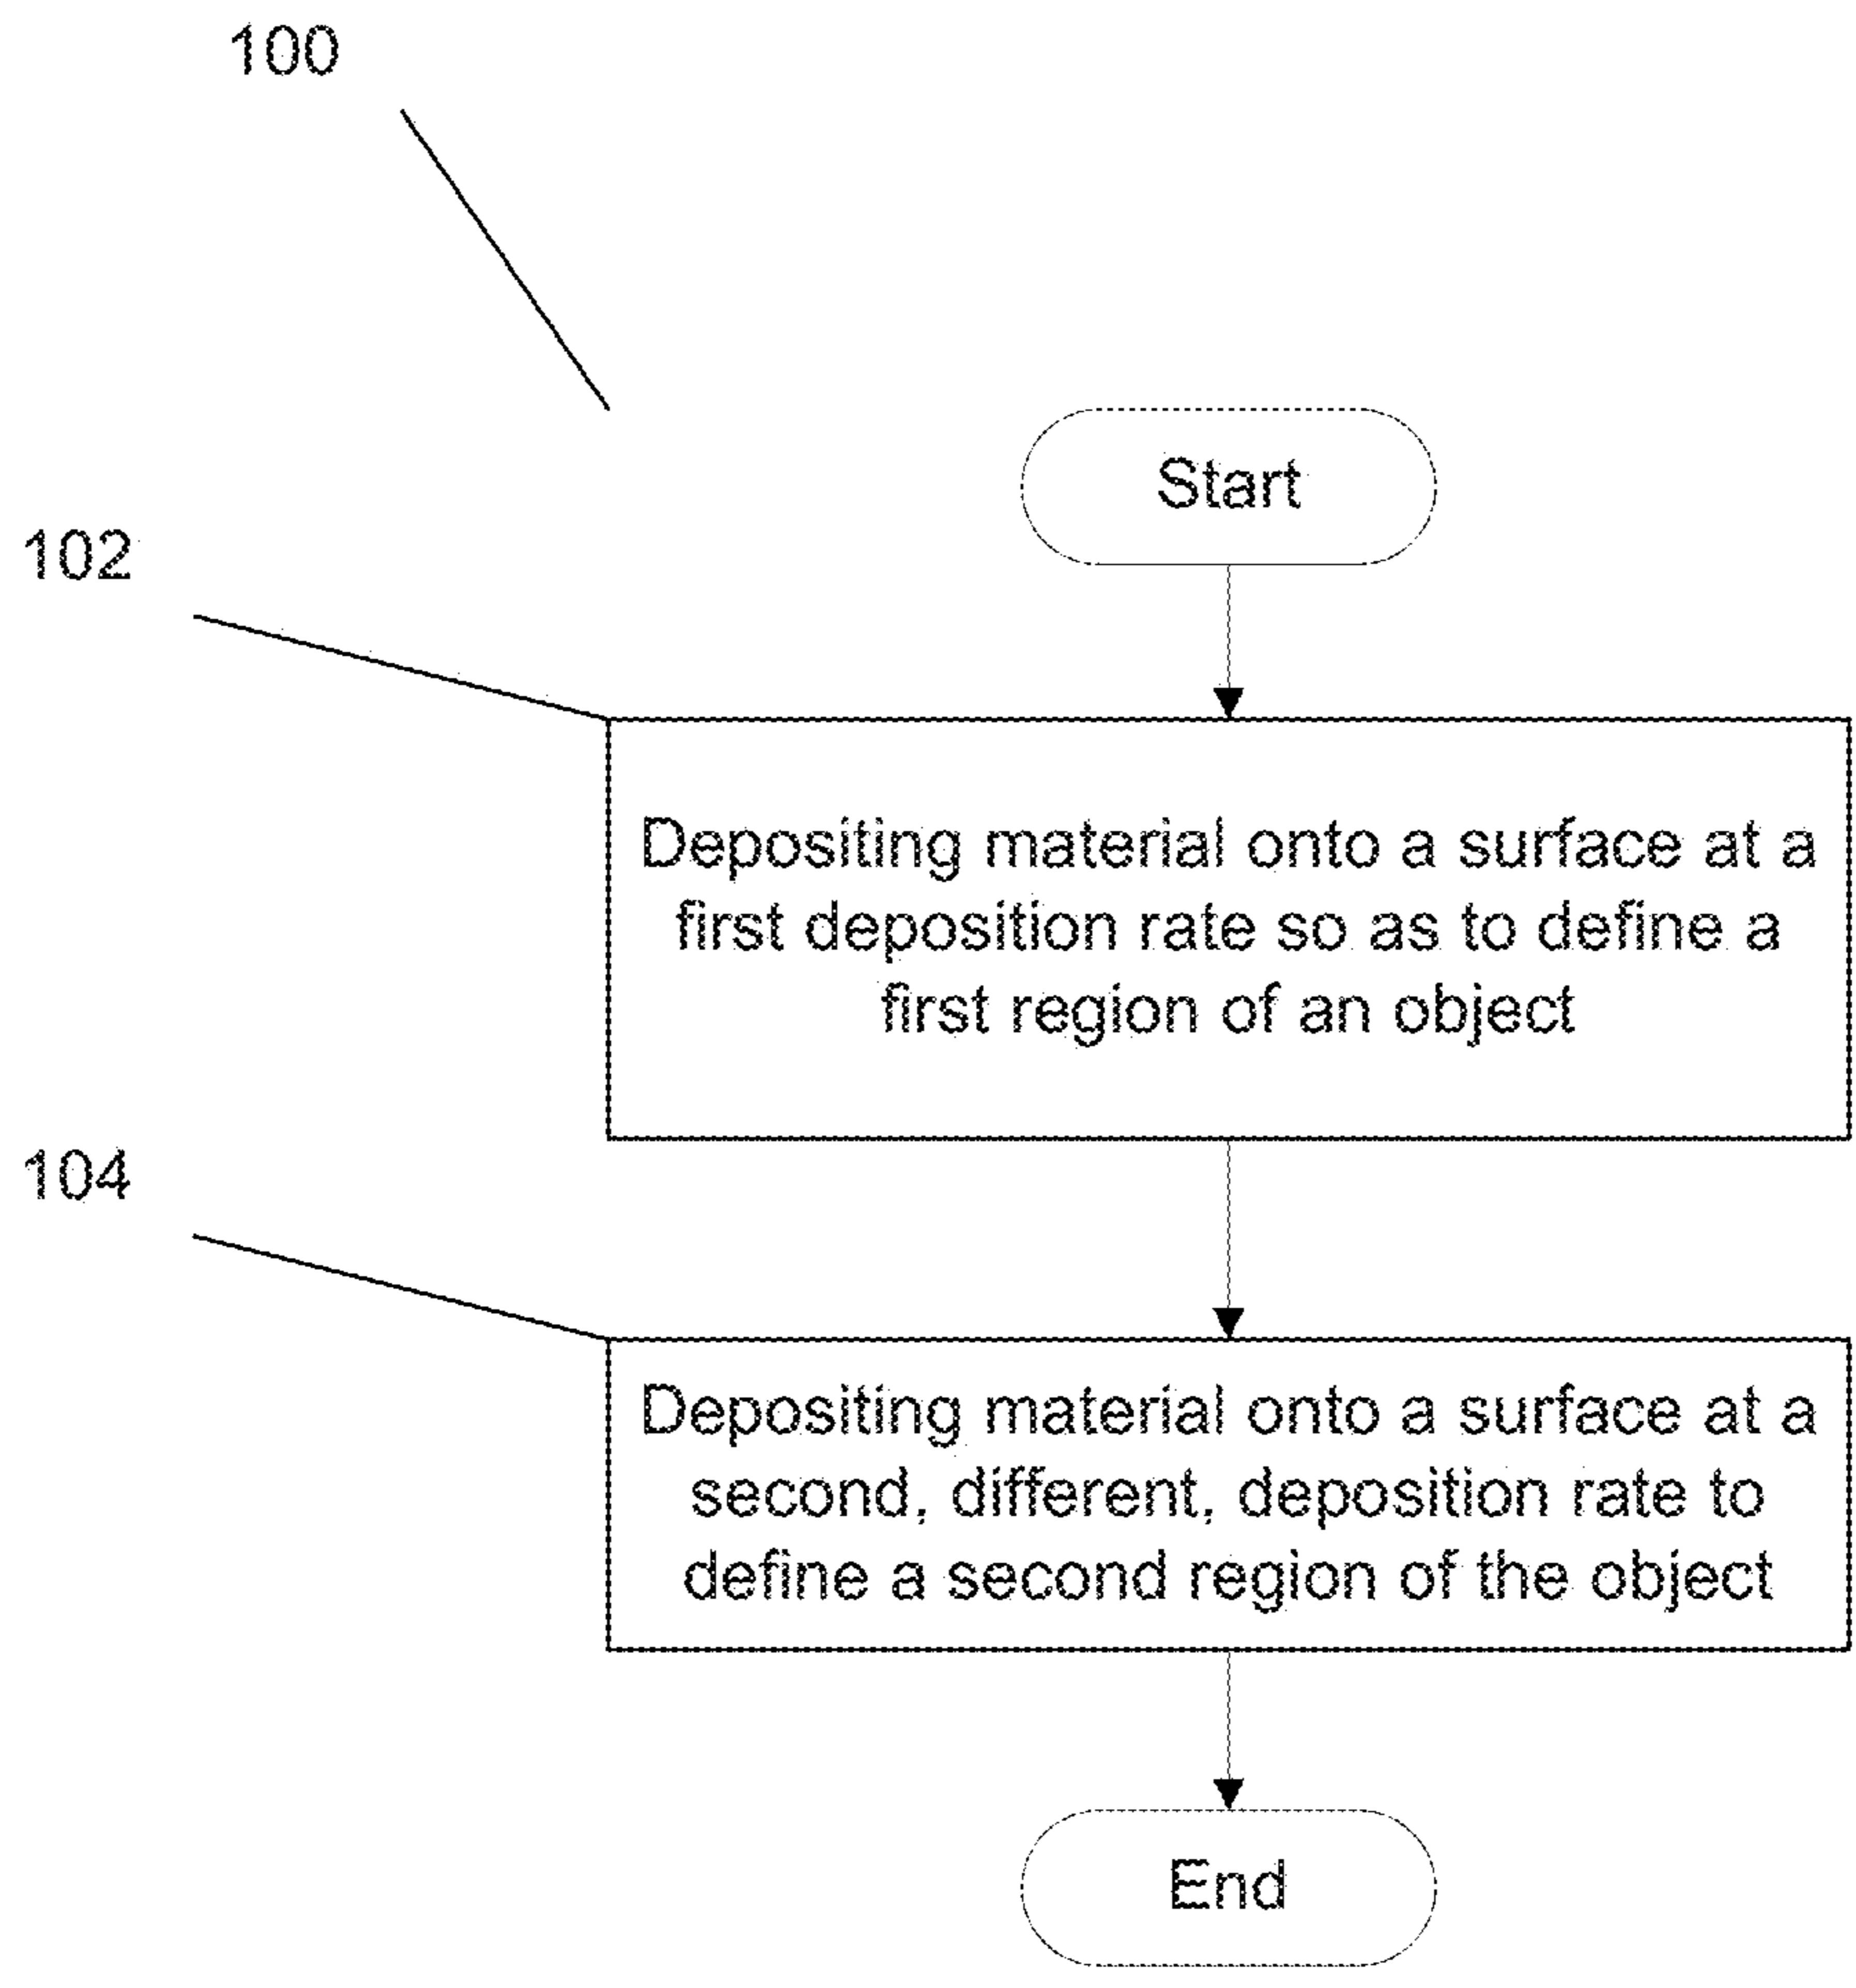 100
Start
102
Depositing material onto a surface at a
first deposition rate so as to define a
first region of an object
104
Depositing material onto a surface at a
second, different, deposition rate to
define a second region of the object
End